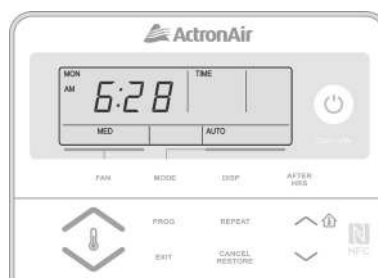 ActronAir
MON
TIME
AM
6:28
MED
AUTO
FAN
MODE
DISP
AFTER
HRS
PROG
REPEAT
EXIT
CANCEL
RESTORE
NFC